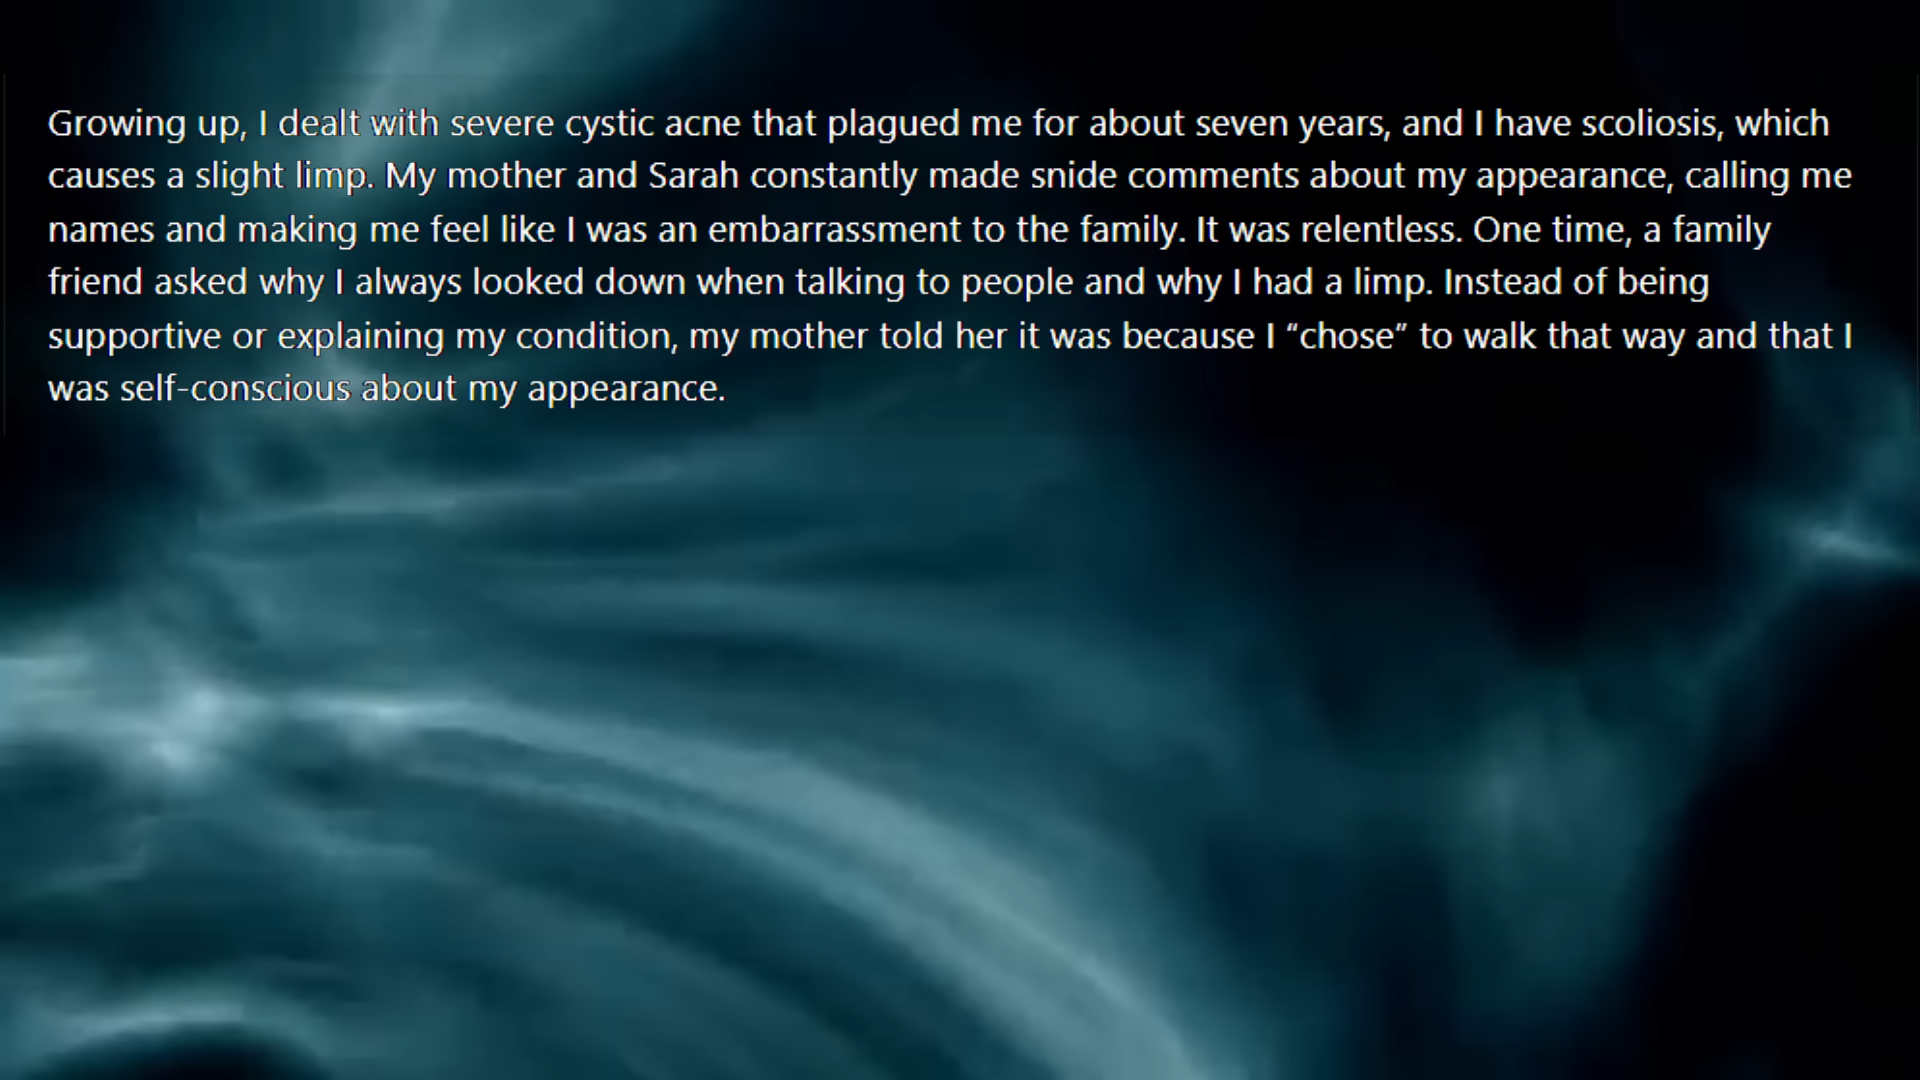 Growing up, I dealt with severe cystic acne that plagued me for about seven years, and I have scoliosis, which
causes a slight limp. My mother and Sarah constantly made snide comments about my appearance, calling me
names and making me feel like I was an embarrassment to the family. It was relentless. One time, a family
friend asked why I always looked down when talking to people and why I had a limp. Instead of being
supportive or explaining my condition, my mother told her it was because I “chose” to walk that way and that I
was self-conscious about my appearance.